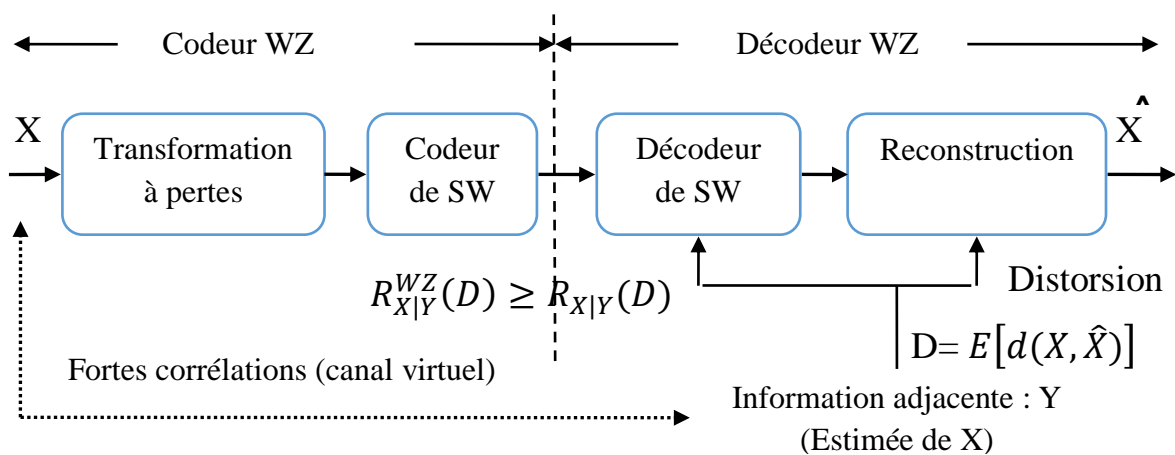 Codeur WZ
Décodeur WZ
X
Transformation
à pertes
Codeur
de SW
Décodeur
de SW
Reconstruction
X̂
R_{X|Y}^{WZ}(D) ≥ R_{X|Y}(D)
Distorsion
D= E[d(X, X̂)]
Fortes corrélations (canal virtuel)
Information adjacente : Y
(Estimée de X)